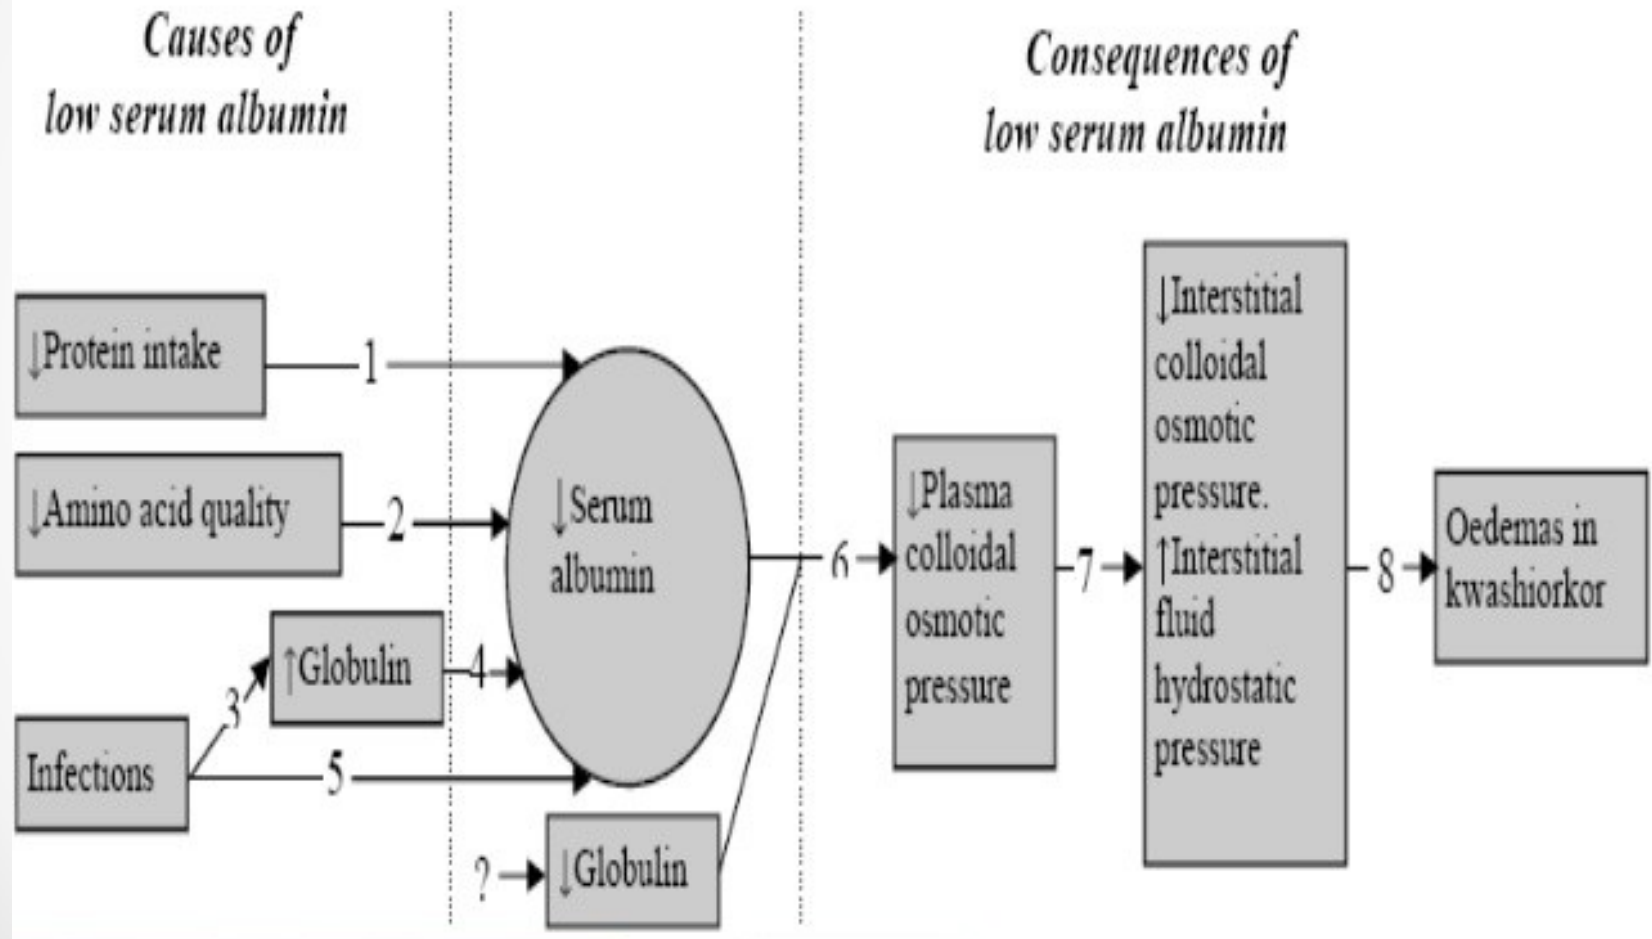 Causes of
low serum albumin
Consequences of
low serum albumin
↓Protein intake
1
↓Amino acid quality
2
↑Globulin
3
4
Infections
5
↓Serum
albumin
?
↓Globulin
6
↓Plasma
colloidal
osmotic
pressure
7
↓Interstitial
colloidal
osmotic
pressure.
↑Interstitial
fluid
hydrostatic
pressure
8
Oedemas in
kwashiorkor